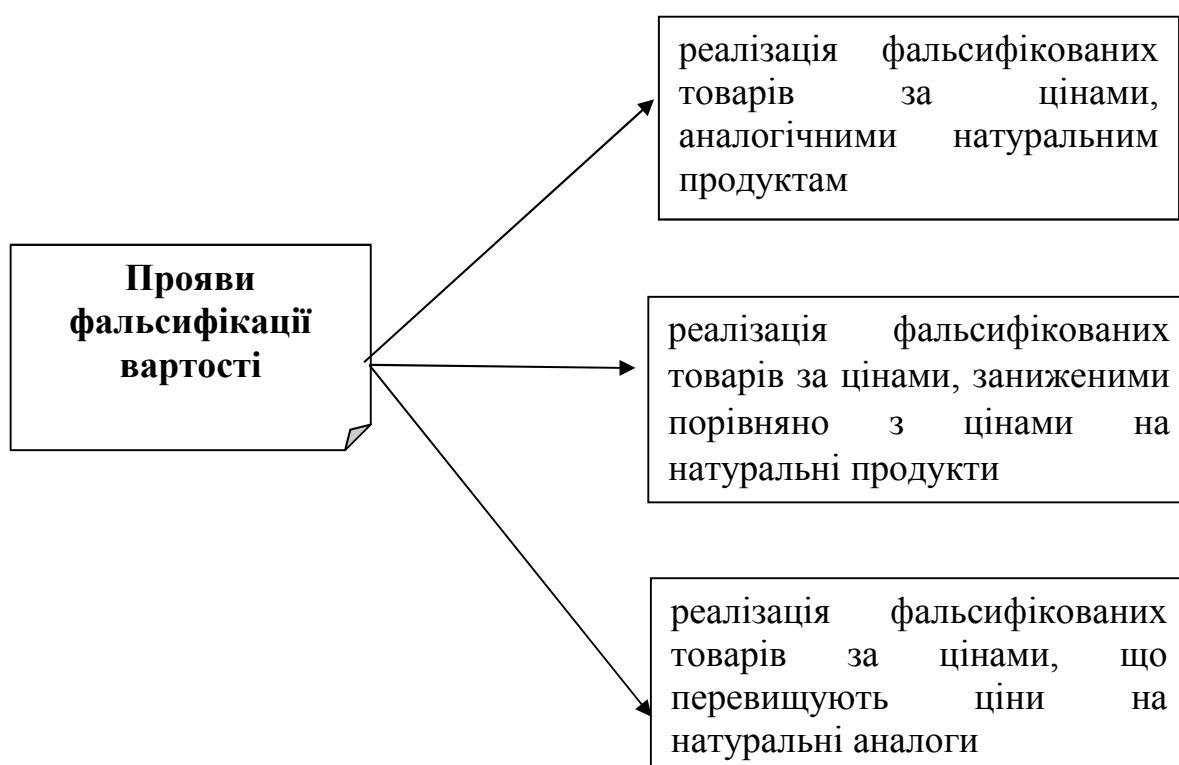 реалізація фальсифікованих
товарів за цінами,
аналогічними натуральним
продуктам
Прояви
фальсифікації
вартості
реалізація фальсифікованих
товарів за цінами, заниженими
порівняно з цінами на
натуральні продукти
реалізація фальсифікованих
товарів за цінами, що
перевищують ціни на
натуральні аналоги